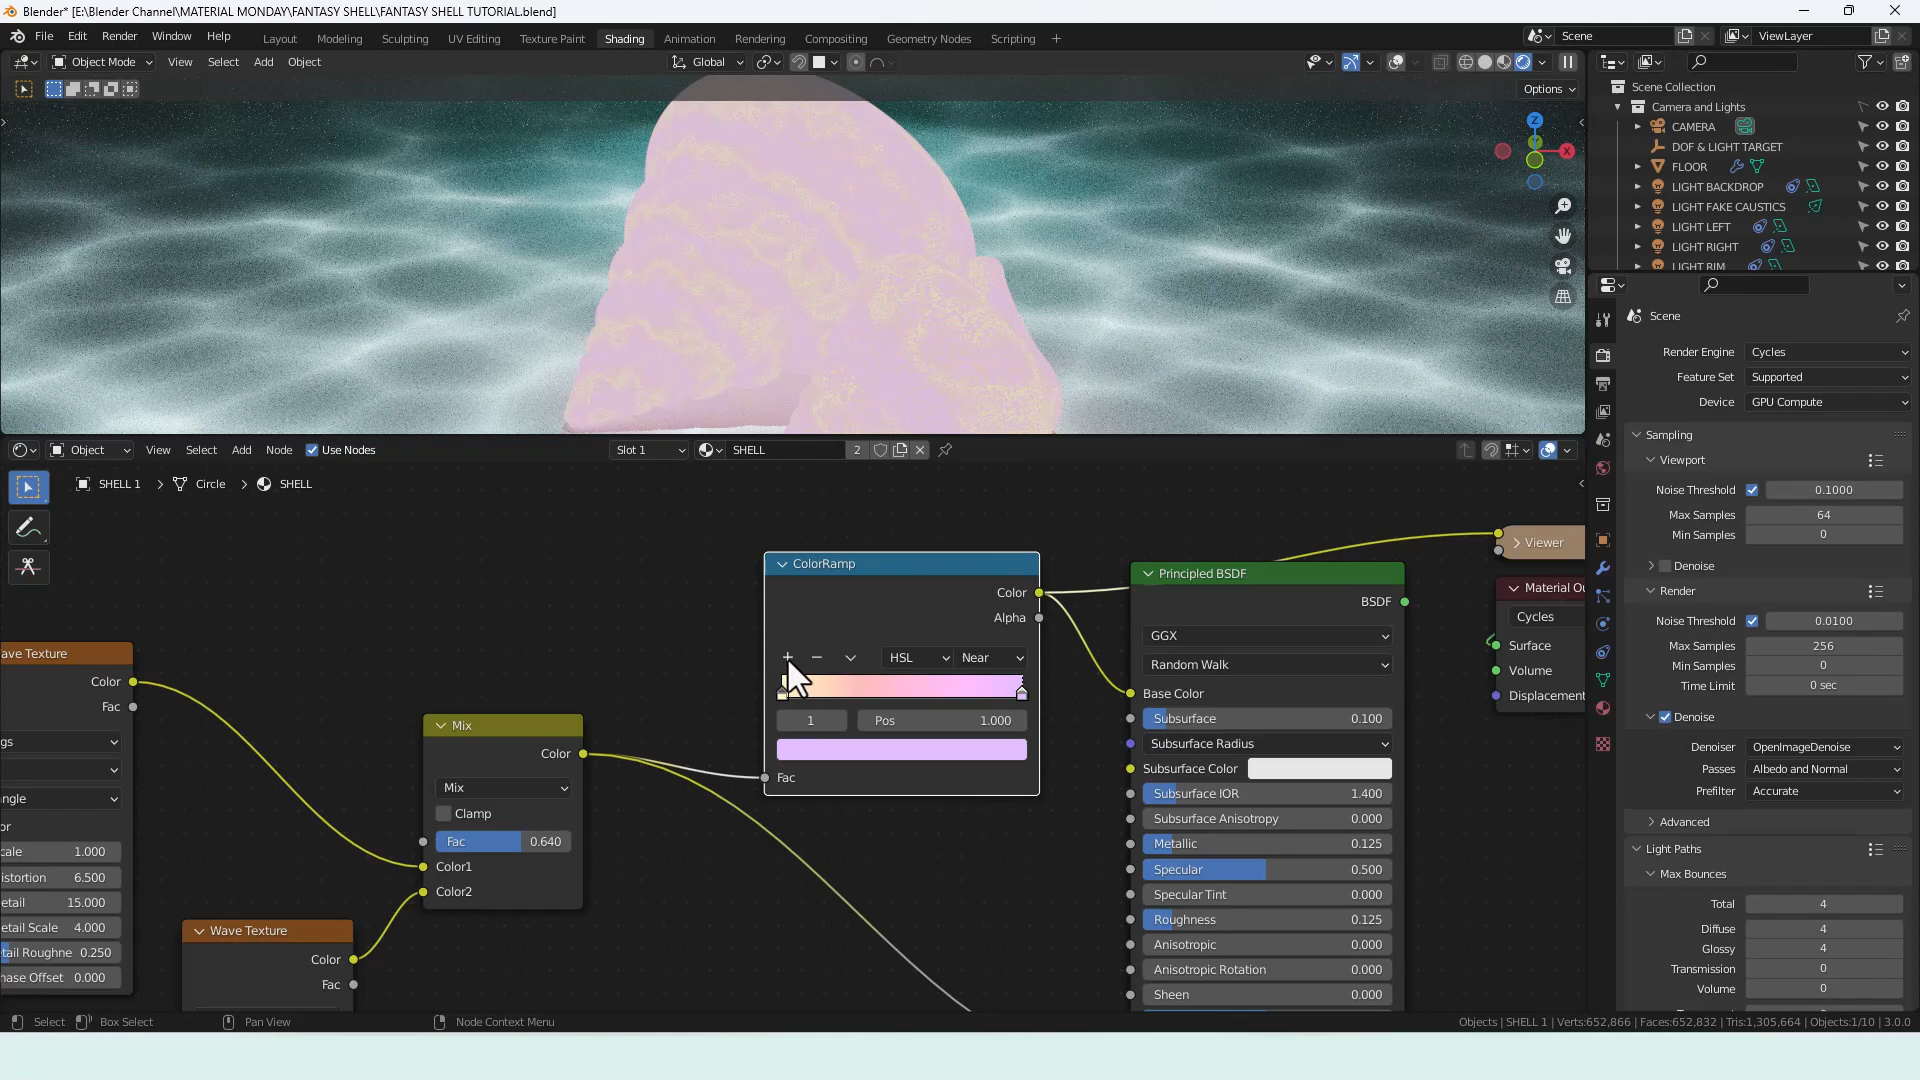 Blender* [E:\Blender Channel\MATERIAL MONDAY\FANTASY SHELL\FANTASY SHELL TUTORIAL.blend]
File Edit Render Window Help
Layout Modeling Sculpting UV Editing Texture Paint Shading Animation Rendering Compositing Geometry Nodes Scripting +
Scene
ViewLayer
Object Mode View Select Add Object
Global
Options
Z
X
Scene Collection
Camera and Lights
CAMERA
DOF & LIGHT TARGET
FLOOR
LIGHT BACKDROP
LIGHT FAKE CAUSTICS
LIGHT LEFT
LIGHT RIGHT
LIGHT RIM
Scene
Render Engine Cycles
Feature Set Supported
Device GPU Compute
Sampling
Viewport
Noise Threshold 0.1000
Max Samples 64
Min Samples 0
Denoise
Render
Noise Threshold 0.0100
Max Samples 256
Min Samples 0
Time Limit 0 sec
Denoise
Denoiser OpenImageDenoise
Passes Albedo and Normal
Prefilter Accurate
Advanced
Light Paths
Max Bounces
Total 4
Diffuse 4
Glossy 4
Transmission 0
Volume 0
Object View Select Add Node Use Nodes
Slot 1
SHELL 2
SHELL 1 > Circle > SHELL
ave Texture
Color
Fac
gs
ngle
or
cale 1.000
istortion 6.500
etail 15.000
etail Scale 4.000
tail Roughne 0.250
hase Offset 0.000
Wave Texture
Color
Fac
Mix
Color
Mix
Clamp
Fac 0.640
Color1
Color2
ColorRamp
Color
Alpha
+ − HSL Near
1 Pos 1.000
Fac
Principled BSDF
BSDF
GGX
Random Walk
Base Color
Subsurface 0.100
Subsurface Radius
Subsurface Color
Subsurface IOR 1.400
Subsurface Anisotropy 0.000
Metallic 0.125
Specular 0.500
Specular Tint 0.000
Roughness 0.125
Anisotropic 0.000
Anisotropic Rotation 0.000
Sheen 0.000
Viewer
Material Ou
Cycles
Surface
Volume
Displacement
Select Box Select Pan View Node Context Menu
Objects | SHELL 1 | Verts:652,866 | Faces:652,832 | Tris:1,305,664 | Objects:1/10 | 3.0.0